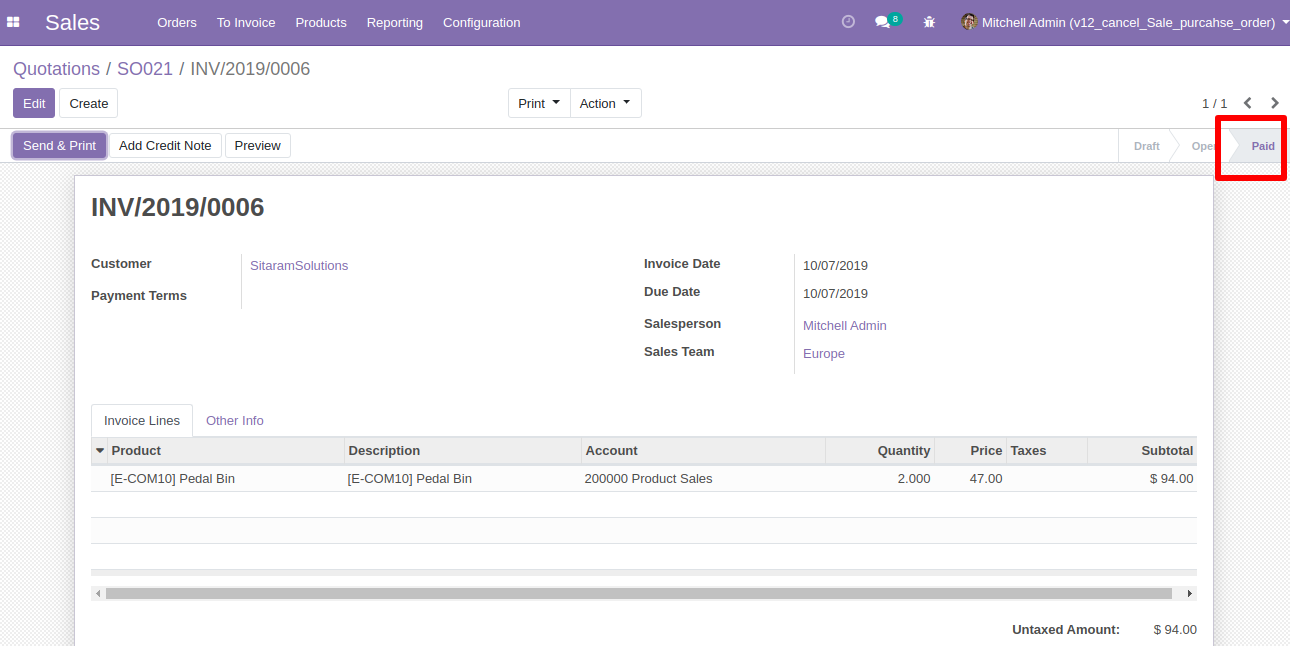 Sales Orders To Invoice Products Reporting Configuration 8 Mitchell Admin (v12_cancel_Sale_purcahse_order)
Quotations / SO021 / INV/2019/0006
Edit Create Print Action 1 / 1
Send & Print Add Credit Note Preview Draft Open Paid
INV/2019/0006
Customer SitaramSolutions Invoice Date 10/07/2019
Payment Terms Due Date 10/07/2019
Salesperson Mitchell Admin
Sales Team Europe
Invoice Lines Other Info
Product Description Account Quantity Price Taxes Subtotal
[E-COM10] Pedal Bin [E-COM10] Pedal Bin 200000 Product Sales 2.000 47.00 $ 94.00
Untaxed Amount: $ 94.00